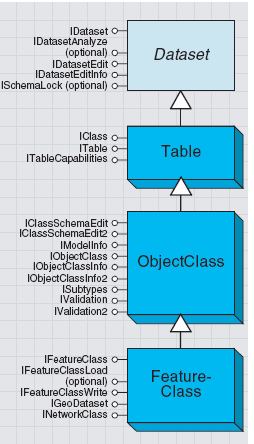 IDataset
IDatasetAnalyze
(optional)
IDatasetEdit
IDatasetEditInfo
ISchemaLock (optional)
Dataset
IClass
ITable
ITableCapabilities
Table
IClassSchemaEdit
IClassSchemaEdit2
IModelInfo
IObjectClass
IObjectClassInfo
IObjectClassInfo2
ISubtypes
IValidation
IValidation2
ObjectClass
IFeatureClass
IFeatureClassLoad
(optional)
IFeatureClassWrite
IGeoDataset
INetworkClass
Feature-
Class